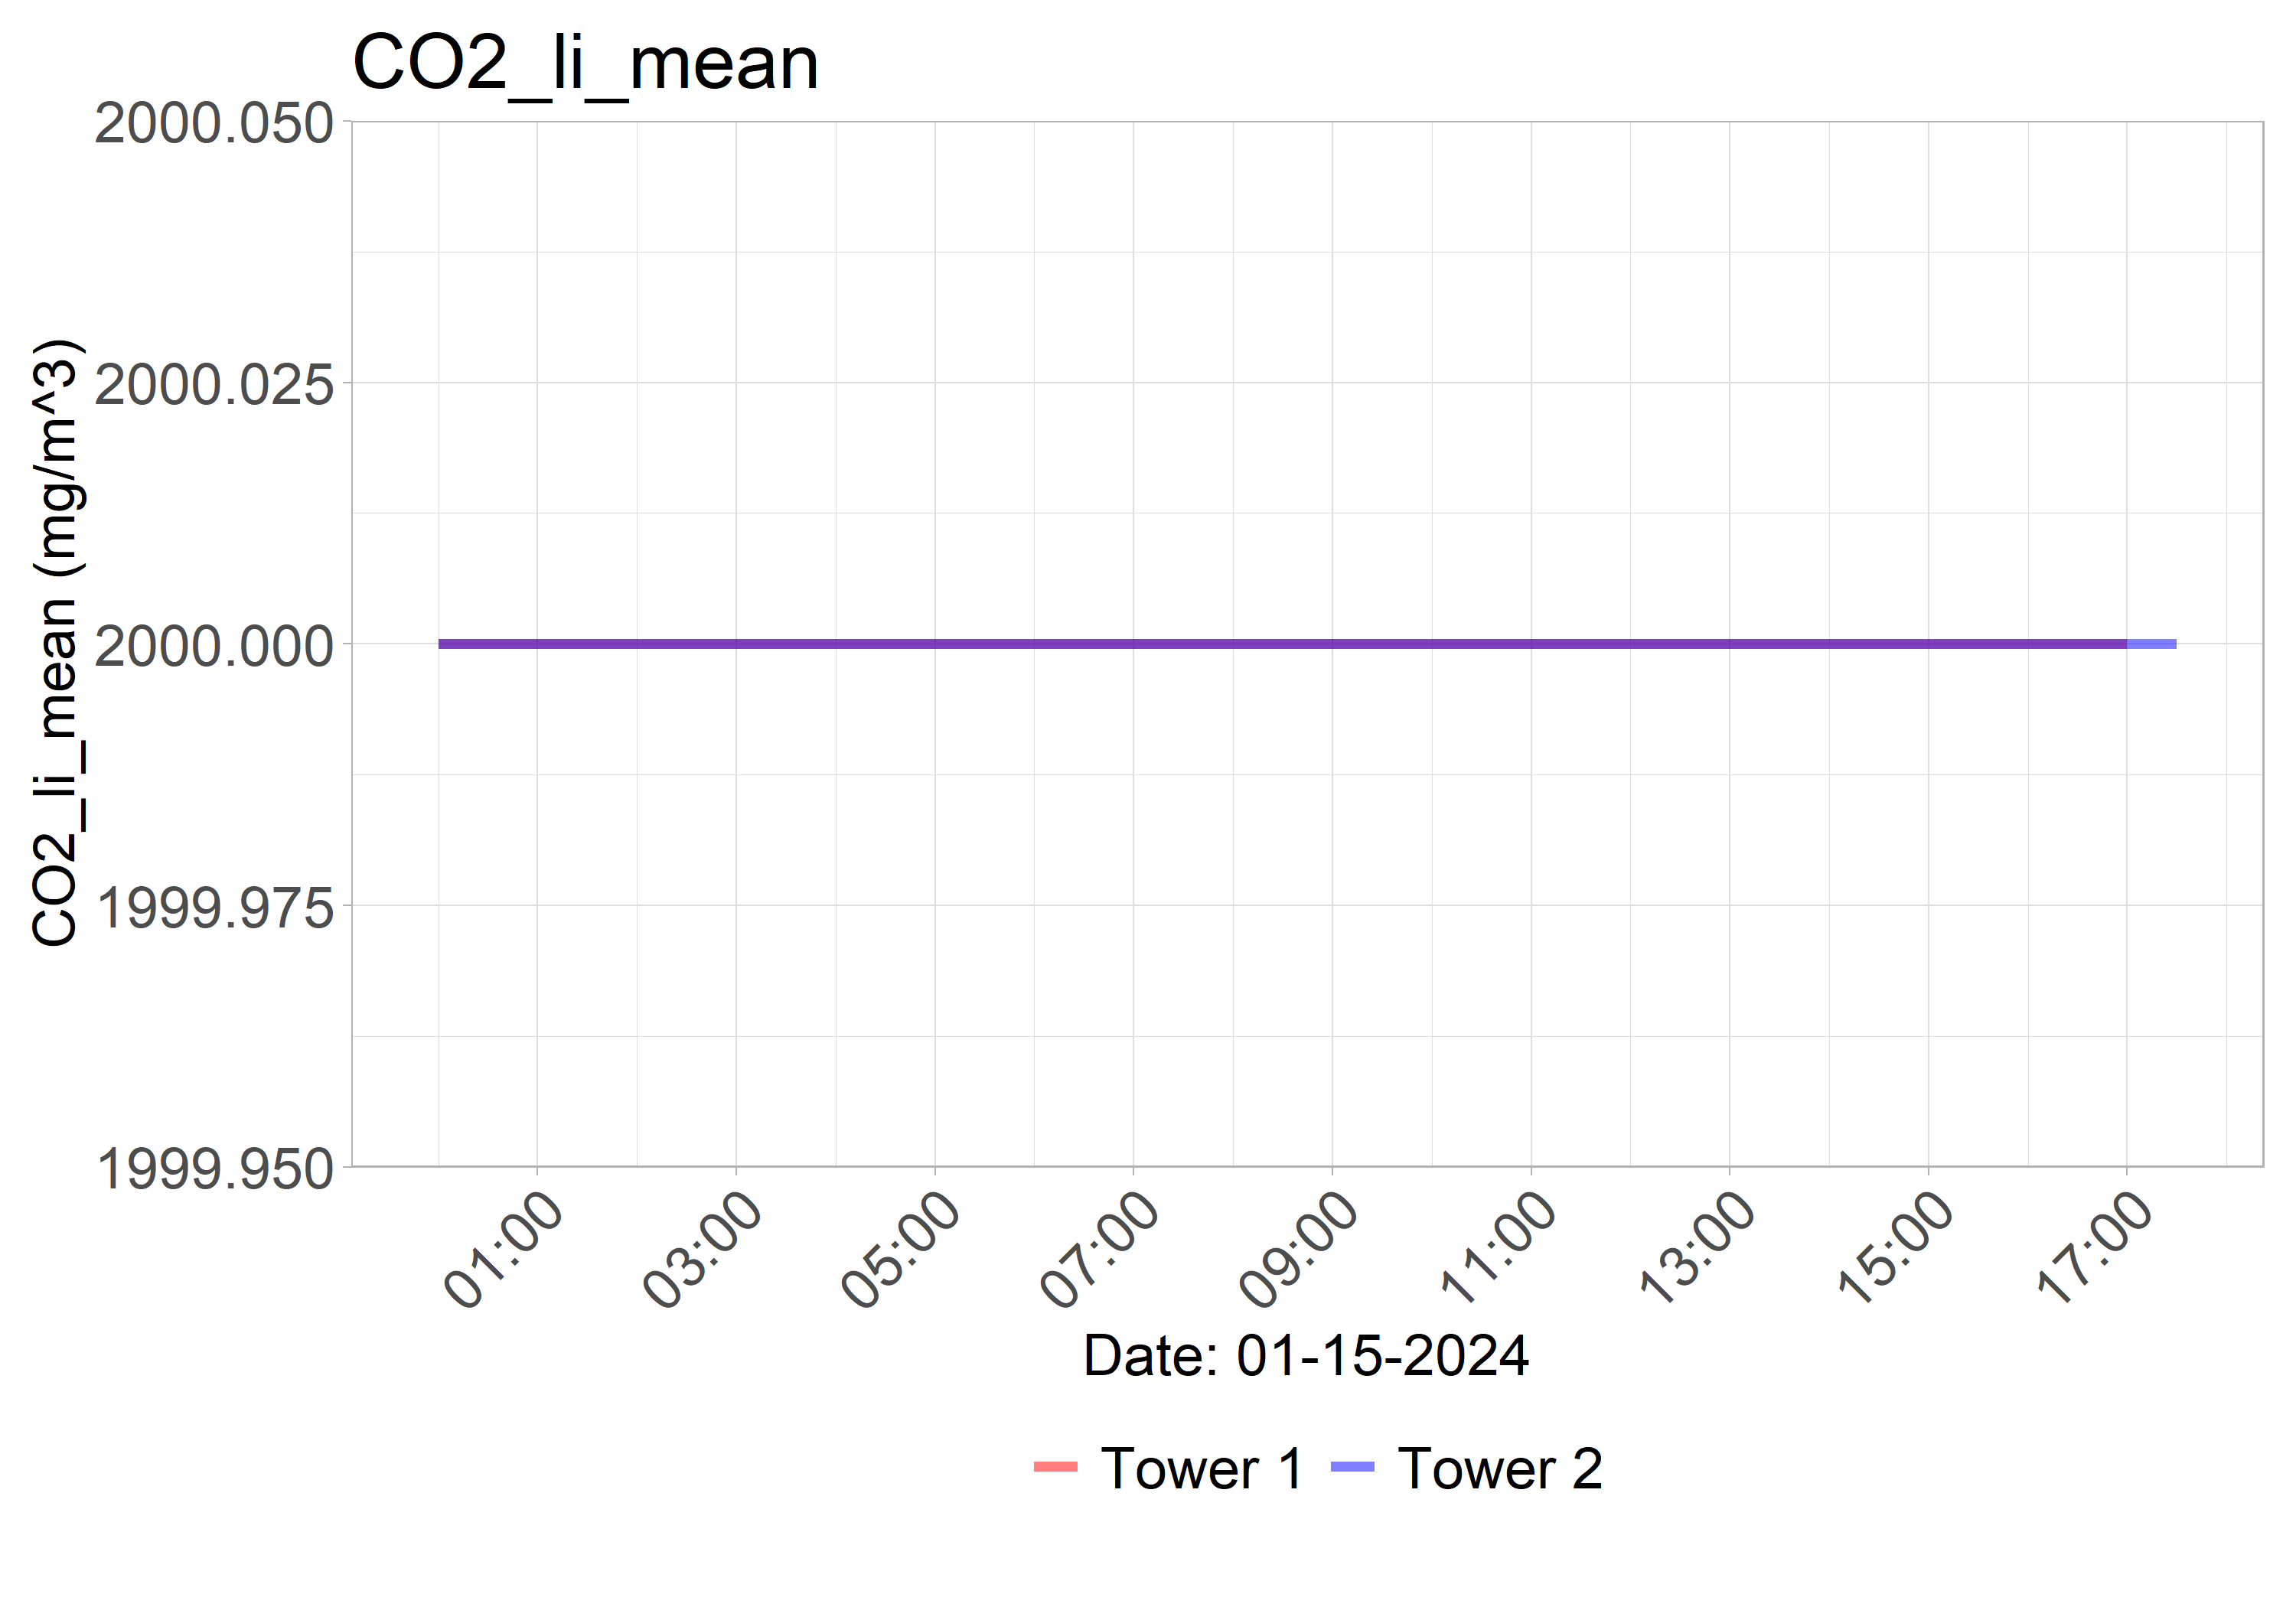 CO2_li_mean
CO2_li_mean (mg/m^3)
2000.050
2000.025
2000.000
1999.975
1999.950
01:00
03:00
05:00
07:00
09:00
11:00
13:00
15:00
17:00
Date: 01-15-2024
Tower 1
Tower 2